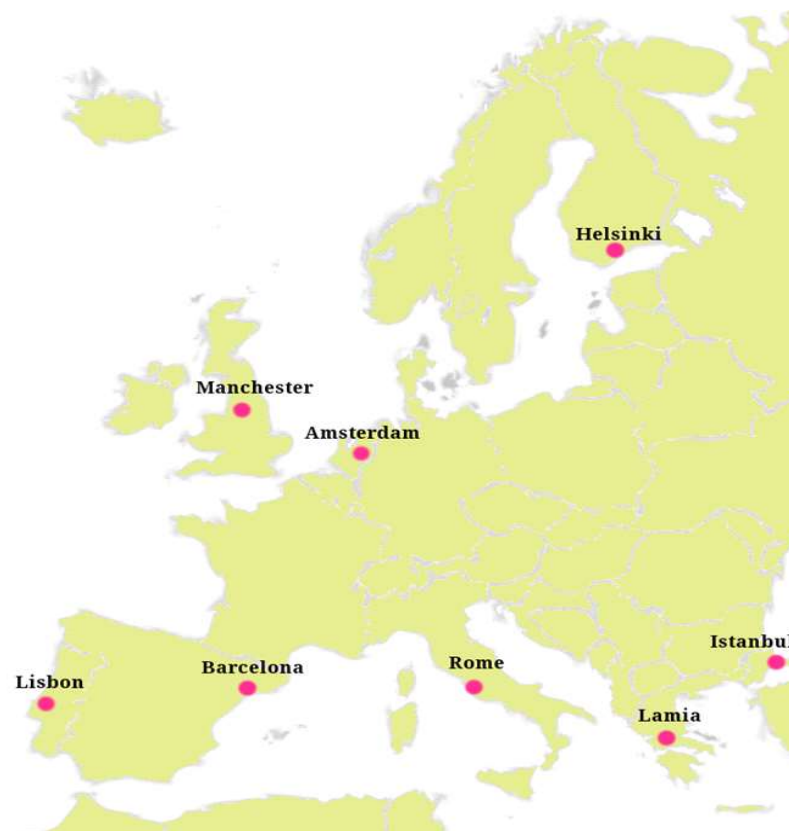 Helsinki
Manchester
Amsterdam
Istanbul
Barcelona
Rome
Lisbon
Lamia